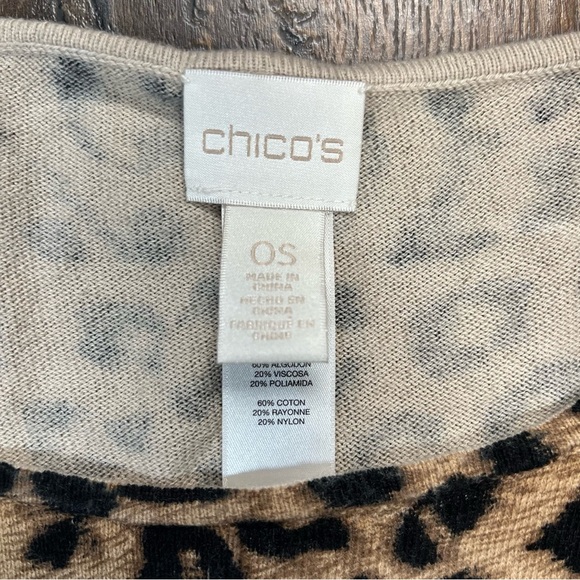 chico's
OS
MADE IN
CHINA
HECHO EN
CHINA
FABRIQUÉ EN
CHINE
60% ALGODON
20% VISCOSA
20% POLIAMIDA
60% COTON
20% RAYONNE
20% NYLON